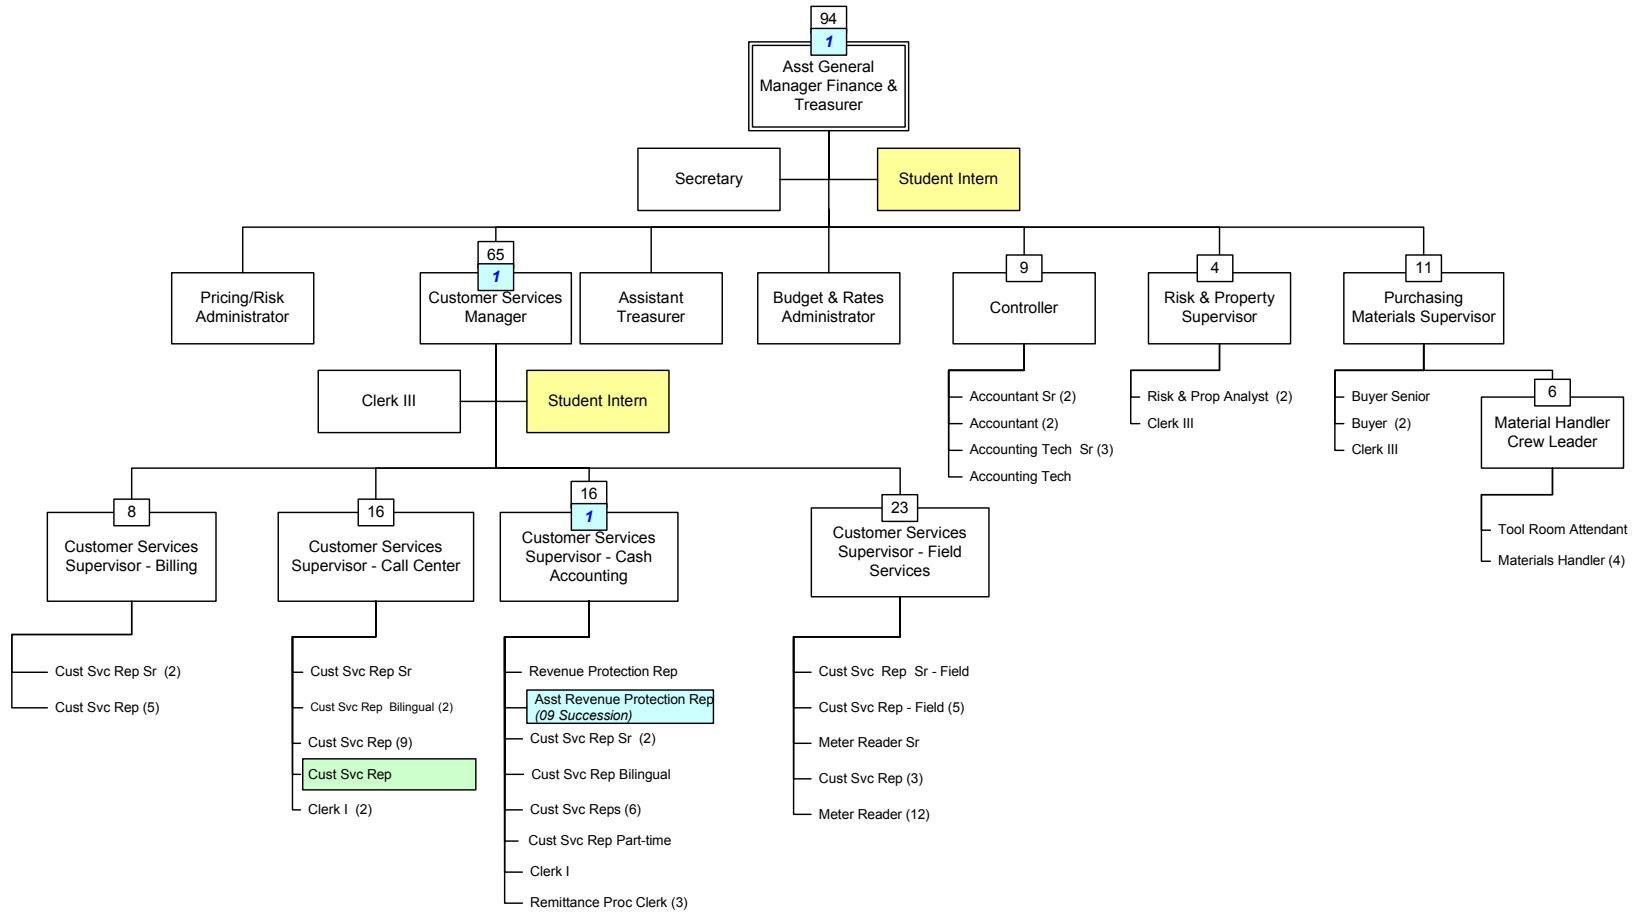 94
1
Asst General
Manager Finance &
Treasurer
Secretary
Student Intern
Pricing/Risk
Administrator
65
1
Customer Services
Manager
Assistant
Treasurer
Budget & Rates
Administrator
9
Controller
4
Risk & Property
Supervisor
11
Purchasing
Materials Supervisor
Clerk III
Student Intern
Accountant Sr (2)
Accountant (2)
Accounting Tech Sr (3)
Accounting Tech
Risk & Prop Analyst (2)
Clerk III
Buyer Senior
Buyer (2)
Clerk III
6
Material Handler
Crew Leader
Tool Room Attendant
Materials Handler (4)
8
Customer Services
Supervisor - Billing
Cust Svc Rep Sr (2)
Cust Svc Rep (5)
16
Customer Services
Supervisor - Call Center
Cust Svc Rep Sr
Cust Svc Rep Bilingual (2)
Cust Svc Rep (9)
Cust Svc Rep
Clerk I (2)
16
1
Customer Services
Supervisor - Cash
Accounting
Revenue Protection Rep
Asst Revenue Protection Rep
(09 Succession)
Cust Svc Rep Sr (2)
Cust Svc Rep Bilingual
Cust Svc Reps (6)
Cust Svc Rep Part-time
Clerk I
Remittance Proc Clerk (3)
23
Customer Services
Supervisor - Field
Services
Cust Svc Rep Sr - Field
Cust Svc Rep - Field (5)
Meter Reader Sr
Cust Svc Rep (3)
Meter Reader (12)